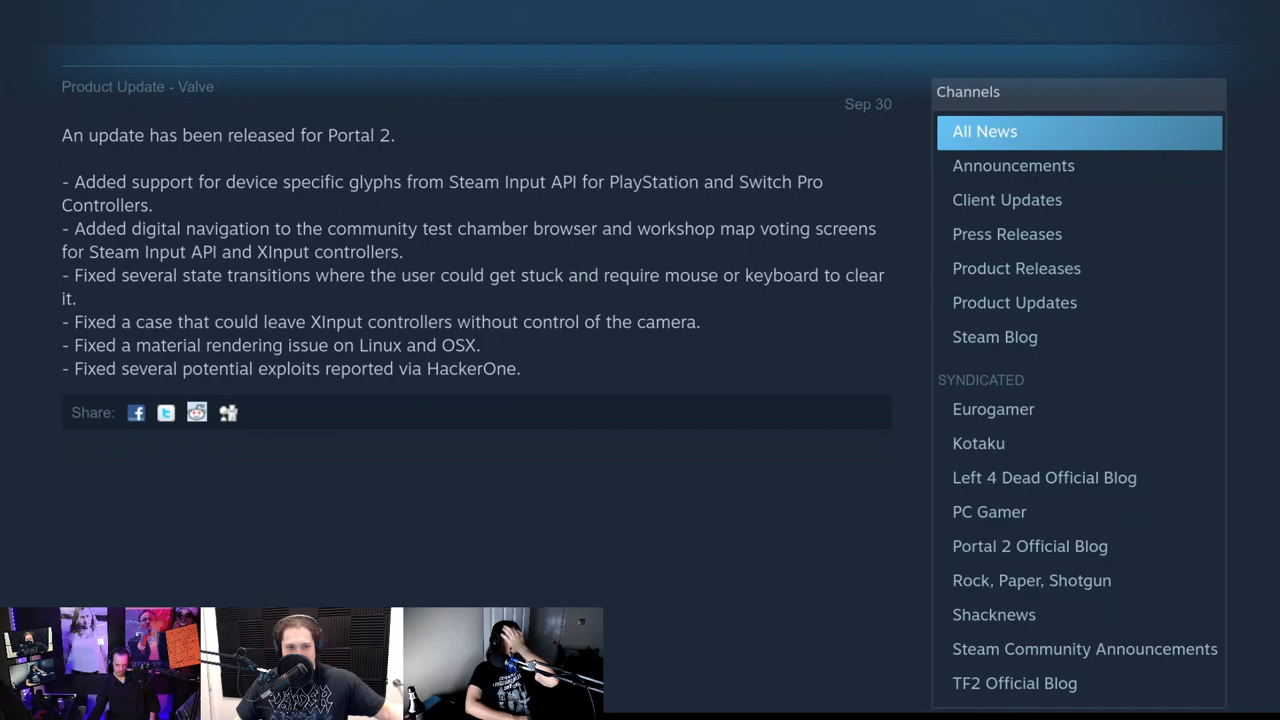 Product Update - Valve
Sep 30
An update has been released for Portal 2.
- Added support for device specific glyphs from Steam Input API for PlayStation and Switch Pro
Controllers.
- Added digital navigation to the community test chamber browser and workshop map voting screens
for Steam Input API and XInput controllers.
- Fixed several state transitions where the user could get stuck and require mouse or keyboard to clear
it.
- Fixed a case that could leave XInput controllers without control of the camera.
- Fixed a material rendering issue on Linux and OSX.
- Fixed several potential exploits reported via HackerOne.
Share:
Channels
All News
Announcements
Client Updates
Press Releases
Product Releases
Product Updates
Steam Blog
SYNDICATED
Eurogamer
Kotaku
Left 4 Dead Official Blog
PC Gamer
Portal 2 Official Blog
Rock, Paper, Shotgun
Shacknews
Steam Community Announcements
TF2 Official Blog